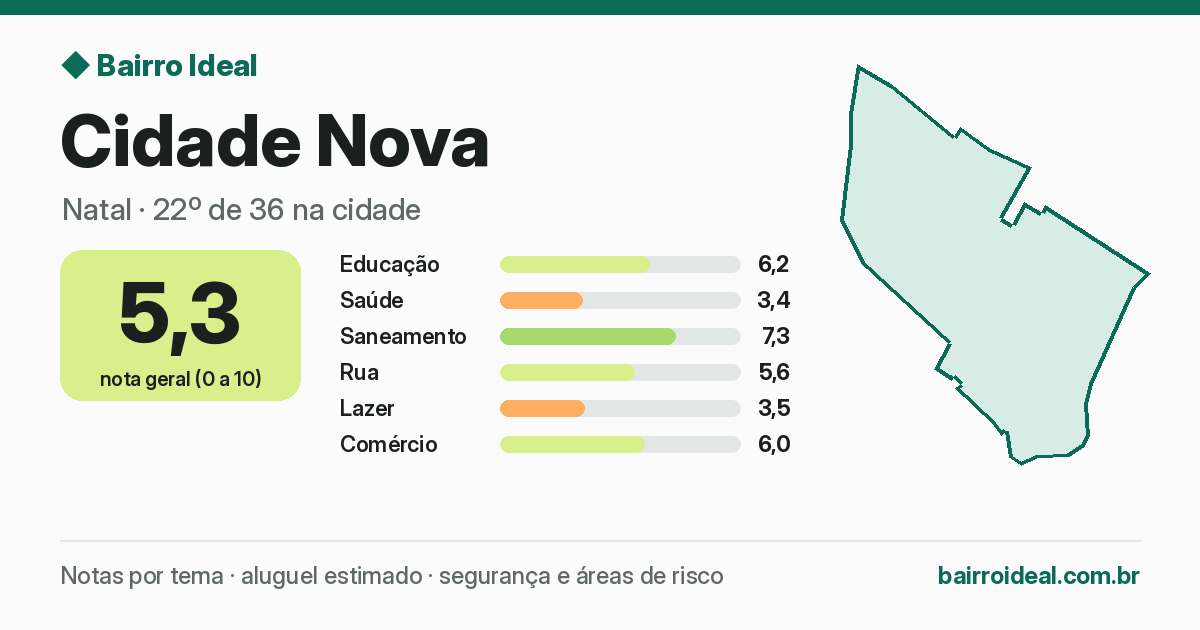 Bairro Ideal
Cidade Nova
Natal · 22º de 36 na cidade
5,3
nota geral (0 a 10)
Educação 6,2
Saúde 3,4
Saneamento 7,3
Rua 5,6
Lazer 3,5
Comércio 6,0
Notas por tema · aluguel estimado · segurança e áreas de risco
bairroideal.com.br